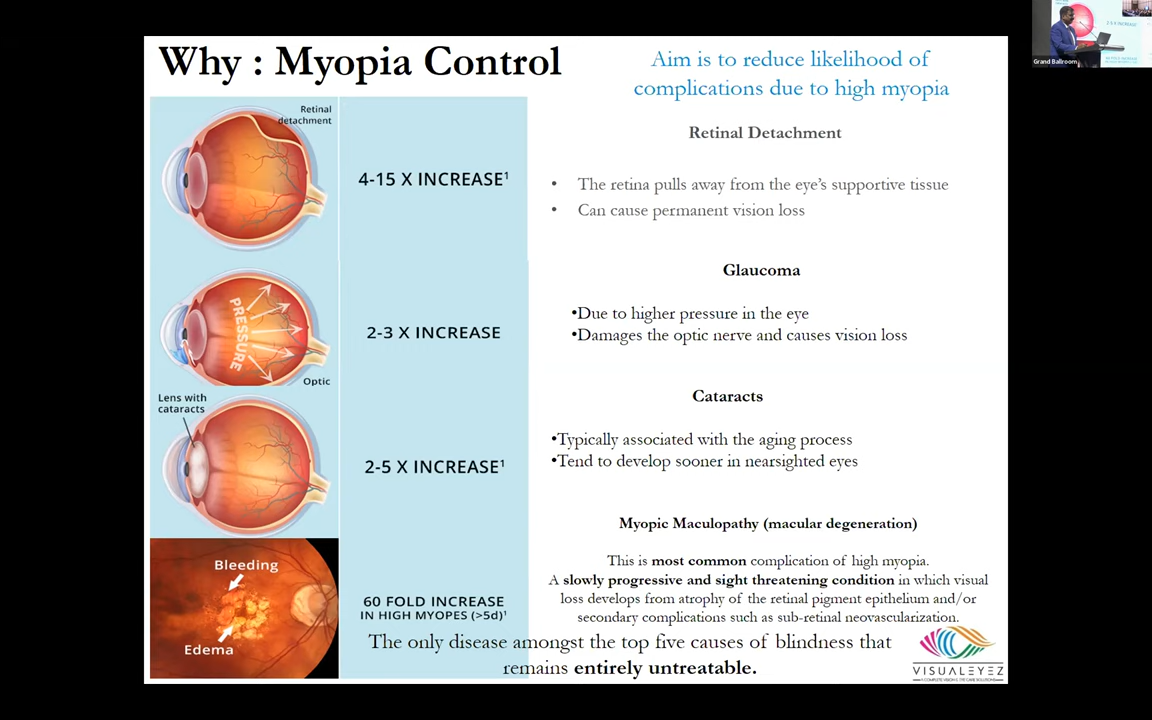 Why : Myopia Control
Aim is to reduce likelihood of
complications due to high myopia
Retinal
detachment
4-15 X INCREASE¹
Retinal Detachment
• The retina pulls away from the eye’s supportive tissue
• Can cause permanent vision loss
PRESSURE
Optic
2-3 X INCREASE
Glaucoma
•Due to higher pressure in the eye
•Damages the optic nerve and causes vision loss
Lens with
cataracts
2-5 X INCREASE¹
Cataracts
•Typically associated with the aging process
•Tend to develop sooner in nearsighted eyes
Bleeding
Edema
60 FOLD INCREASE
IN HIGH MYOPES (>5d)¹
Myopic Maculopathy (macular degeneration)
This is most common complication of high myopia.
A slowly progressive and sight threatening condition in which visual
loss develops from atrophy of the retinal pigment epithelium and/or
secondary complications such as sub-retinal neovascularization.
The only disease amongst the top five causes of blindness that
remains entirely untreatable.
VISUALEYEZ
Grand Ballroom